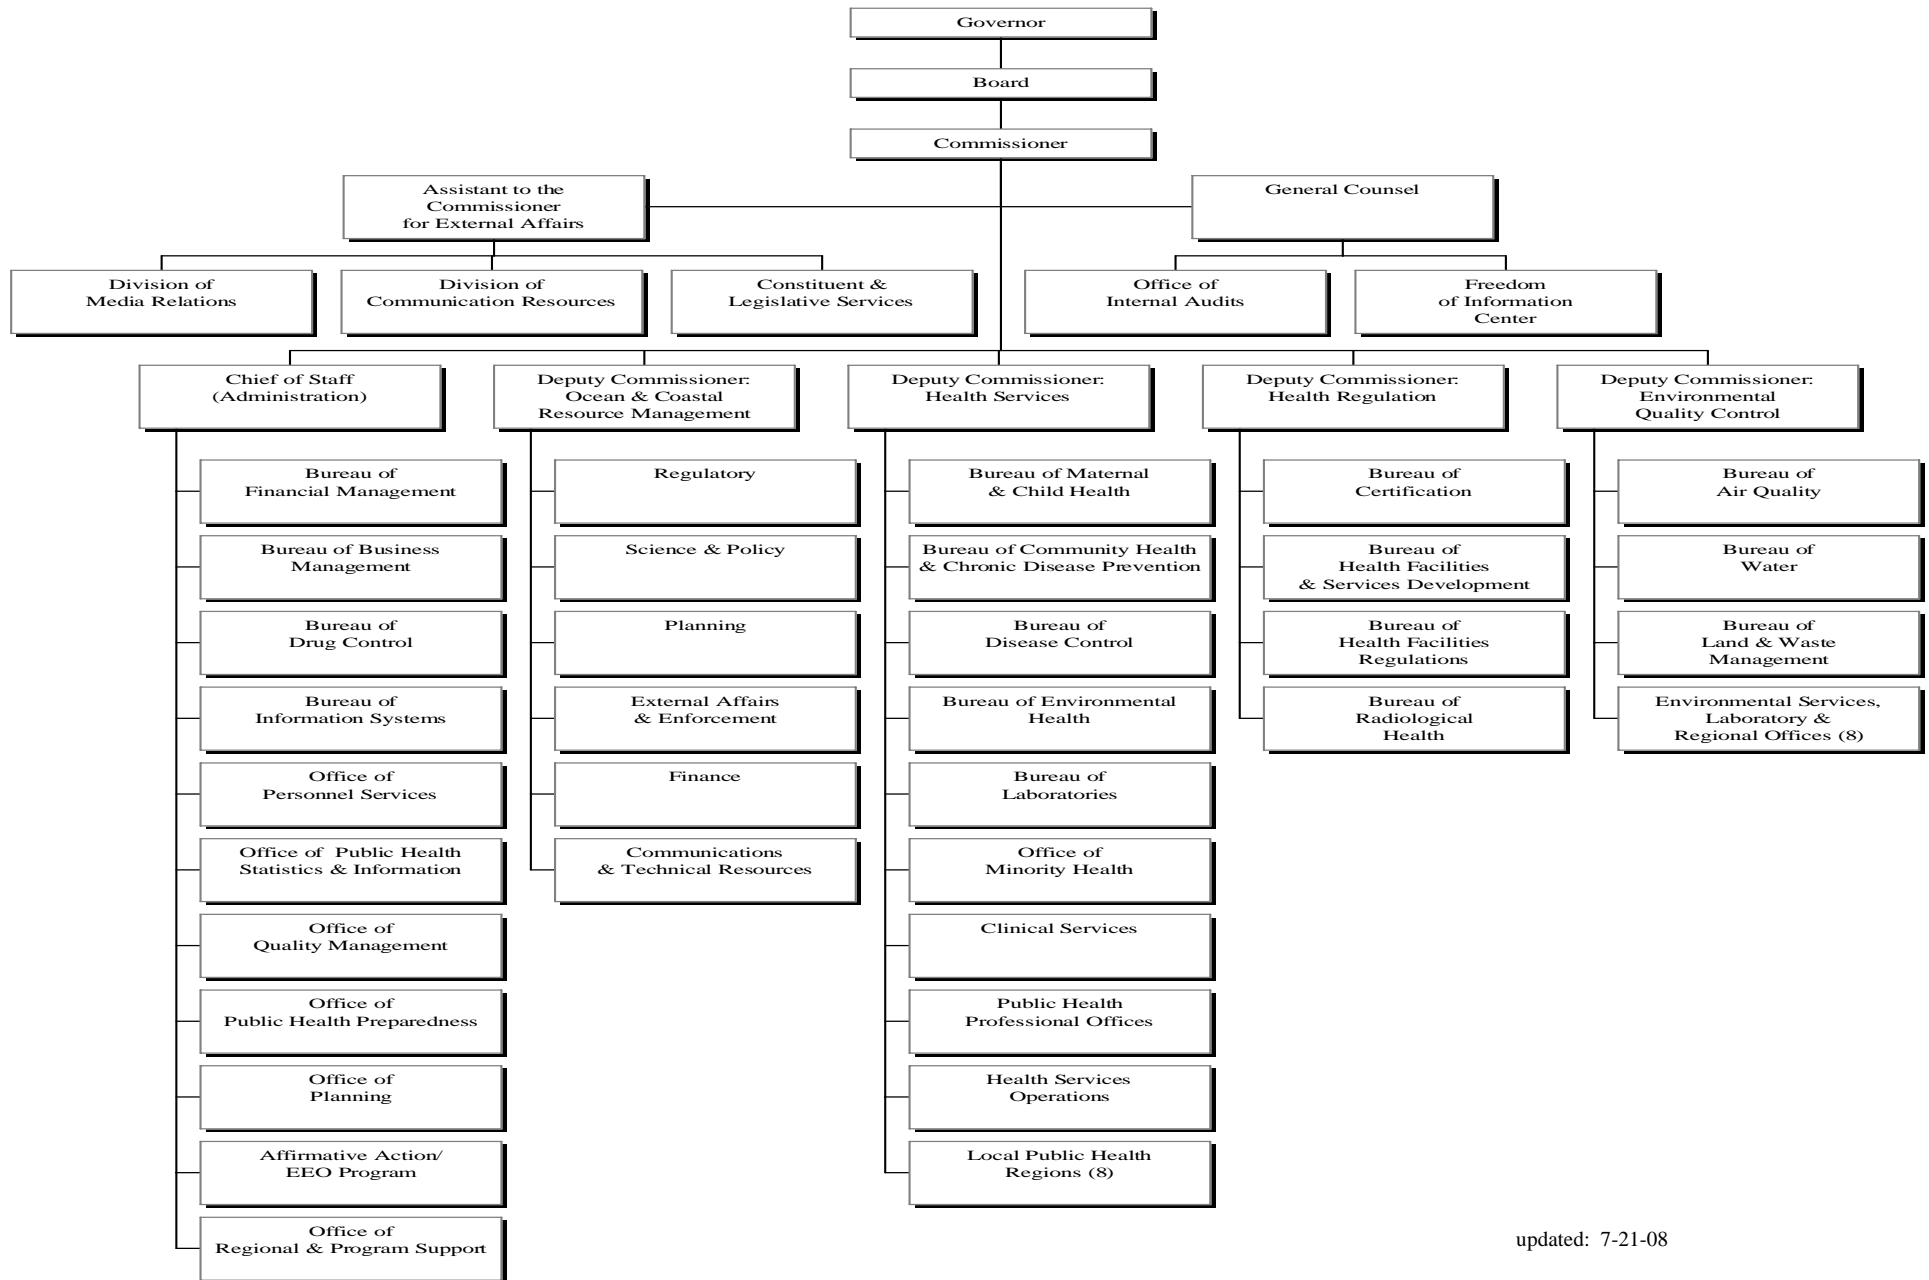 Governor
Board
Commissioner
Assistant to the
Commissioner
for External Affairs
General Counsel
Division of
Media Relations
Division of
Communication Resources
Constituent &
Legislative Services
Office of
Internal Audits
Freedom
of Information
Center
Chief of Staff
(Administration)
Deputy Commissioner:
Ocean & Coastal
Resource Management
Deputy Commissioner:
Health Services
Deputy Commissioner:
Health Regulation
Deputy Commissioner:
Environmental
Quality Control
Bureau of
Financial Management
Bureau of Business
Management
Bureau of
Drug Control
Bureau of
Information Systems
Office of
Personnel Services
Office of  Public Health
Statistics & Information
Office of
Quality Management
Office of
Public Health Preparedness
Office of
Planning
Affirmative Action/
EEO Program
Office of
Regional & Program Support
Regulatory
Science & Policy
Planning
External Affairs
& Enforcement
Finance
Communications
& Technical Resources
Bureau of Maternal
& Child Health
Bureau of Community Health
& Chronic Disease Prevention
Bureau of
Disease Control
Bureau of Environmental
Health
Bureau of
Laboratories
Office of
Minority Health
Clinical Services
Public Health
Professional Offices
Health Services
Operations
Local Public Health
Regions (8)
Bureau of
Certification
Bureau of
Health Facilities
& Services Development
Bureau of
Health Facilities
Regulations
Bureau of
Radiological
Health
Bureau of
Air Quality
Bureau of
Water
Bureau of
Land & Waste
Management
Environmental Services,
Laboratory &
Regional Offices (8)
updated:  7-21-08